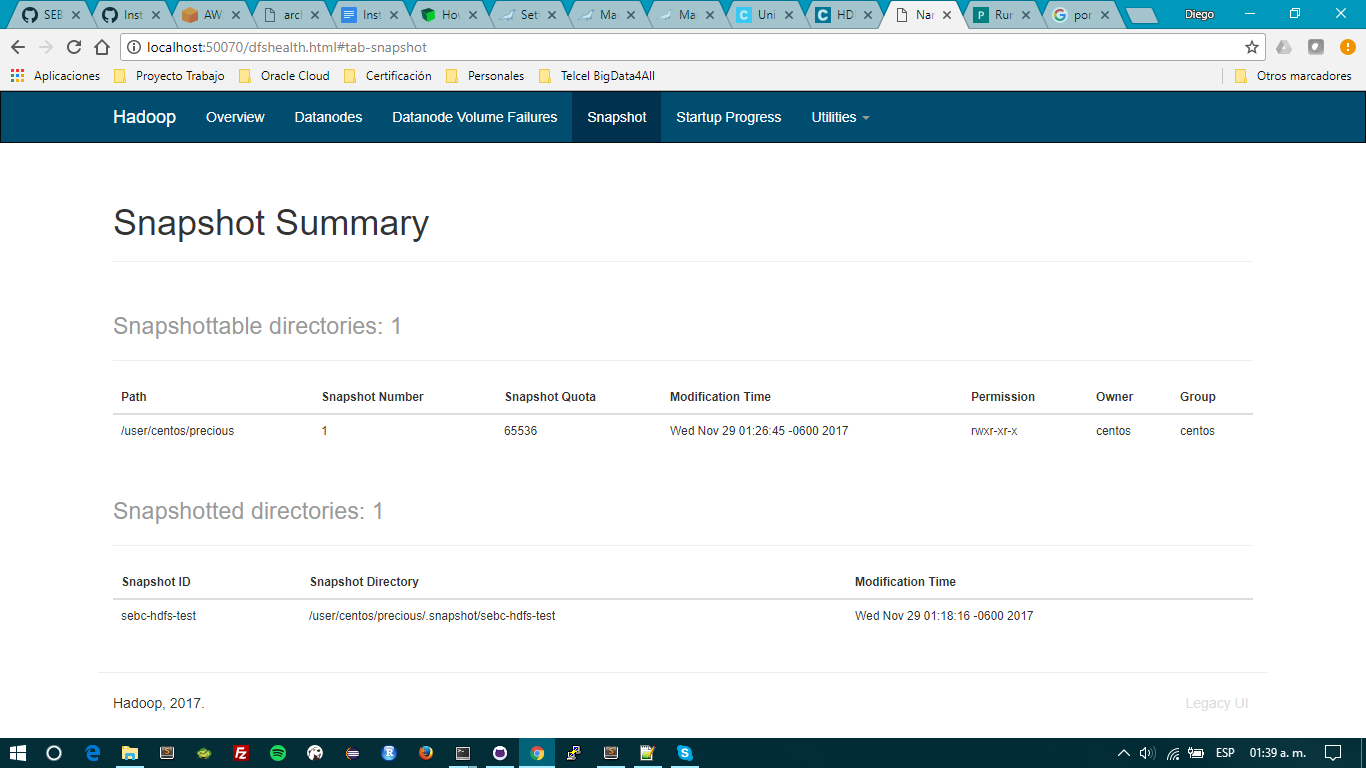 SEB Inst AW arcl Inst Hov Set Ma Ma Uni HD Nar Rur por Diego
localhost:50070/dfshealth.html#tab-snapshot
Aplicaciones Proyecto Trabajo Oracle Cloud Certificación Personales Telcel BigData4All Otros marcadores
Hadoop Overview Datanodes Datanode Volume Failures Snapshot Startup Progress Utilities
Snapshot Summary
Snapshottable directories: 1
Path Snapshot Number Snapshot Quota Modification Time Permission Owner Group
/user/centos/precious 1 65536 Wed Nov 29 01:26:45 -0600 2017 rwxr-xr-x centos centos
Snapshotted directories: 1
Snapshot ID Snapshot Directory Modification Time
sebc-hdfs-test /user/centos/precious/.snapshot/sebc-hdfs-test Wed Nov 29 01:18:16 -0600 2017
Hadoop, 2017. Legacy UI
ESP 01:39 a. m.